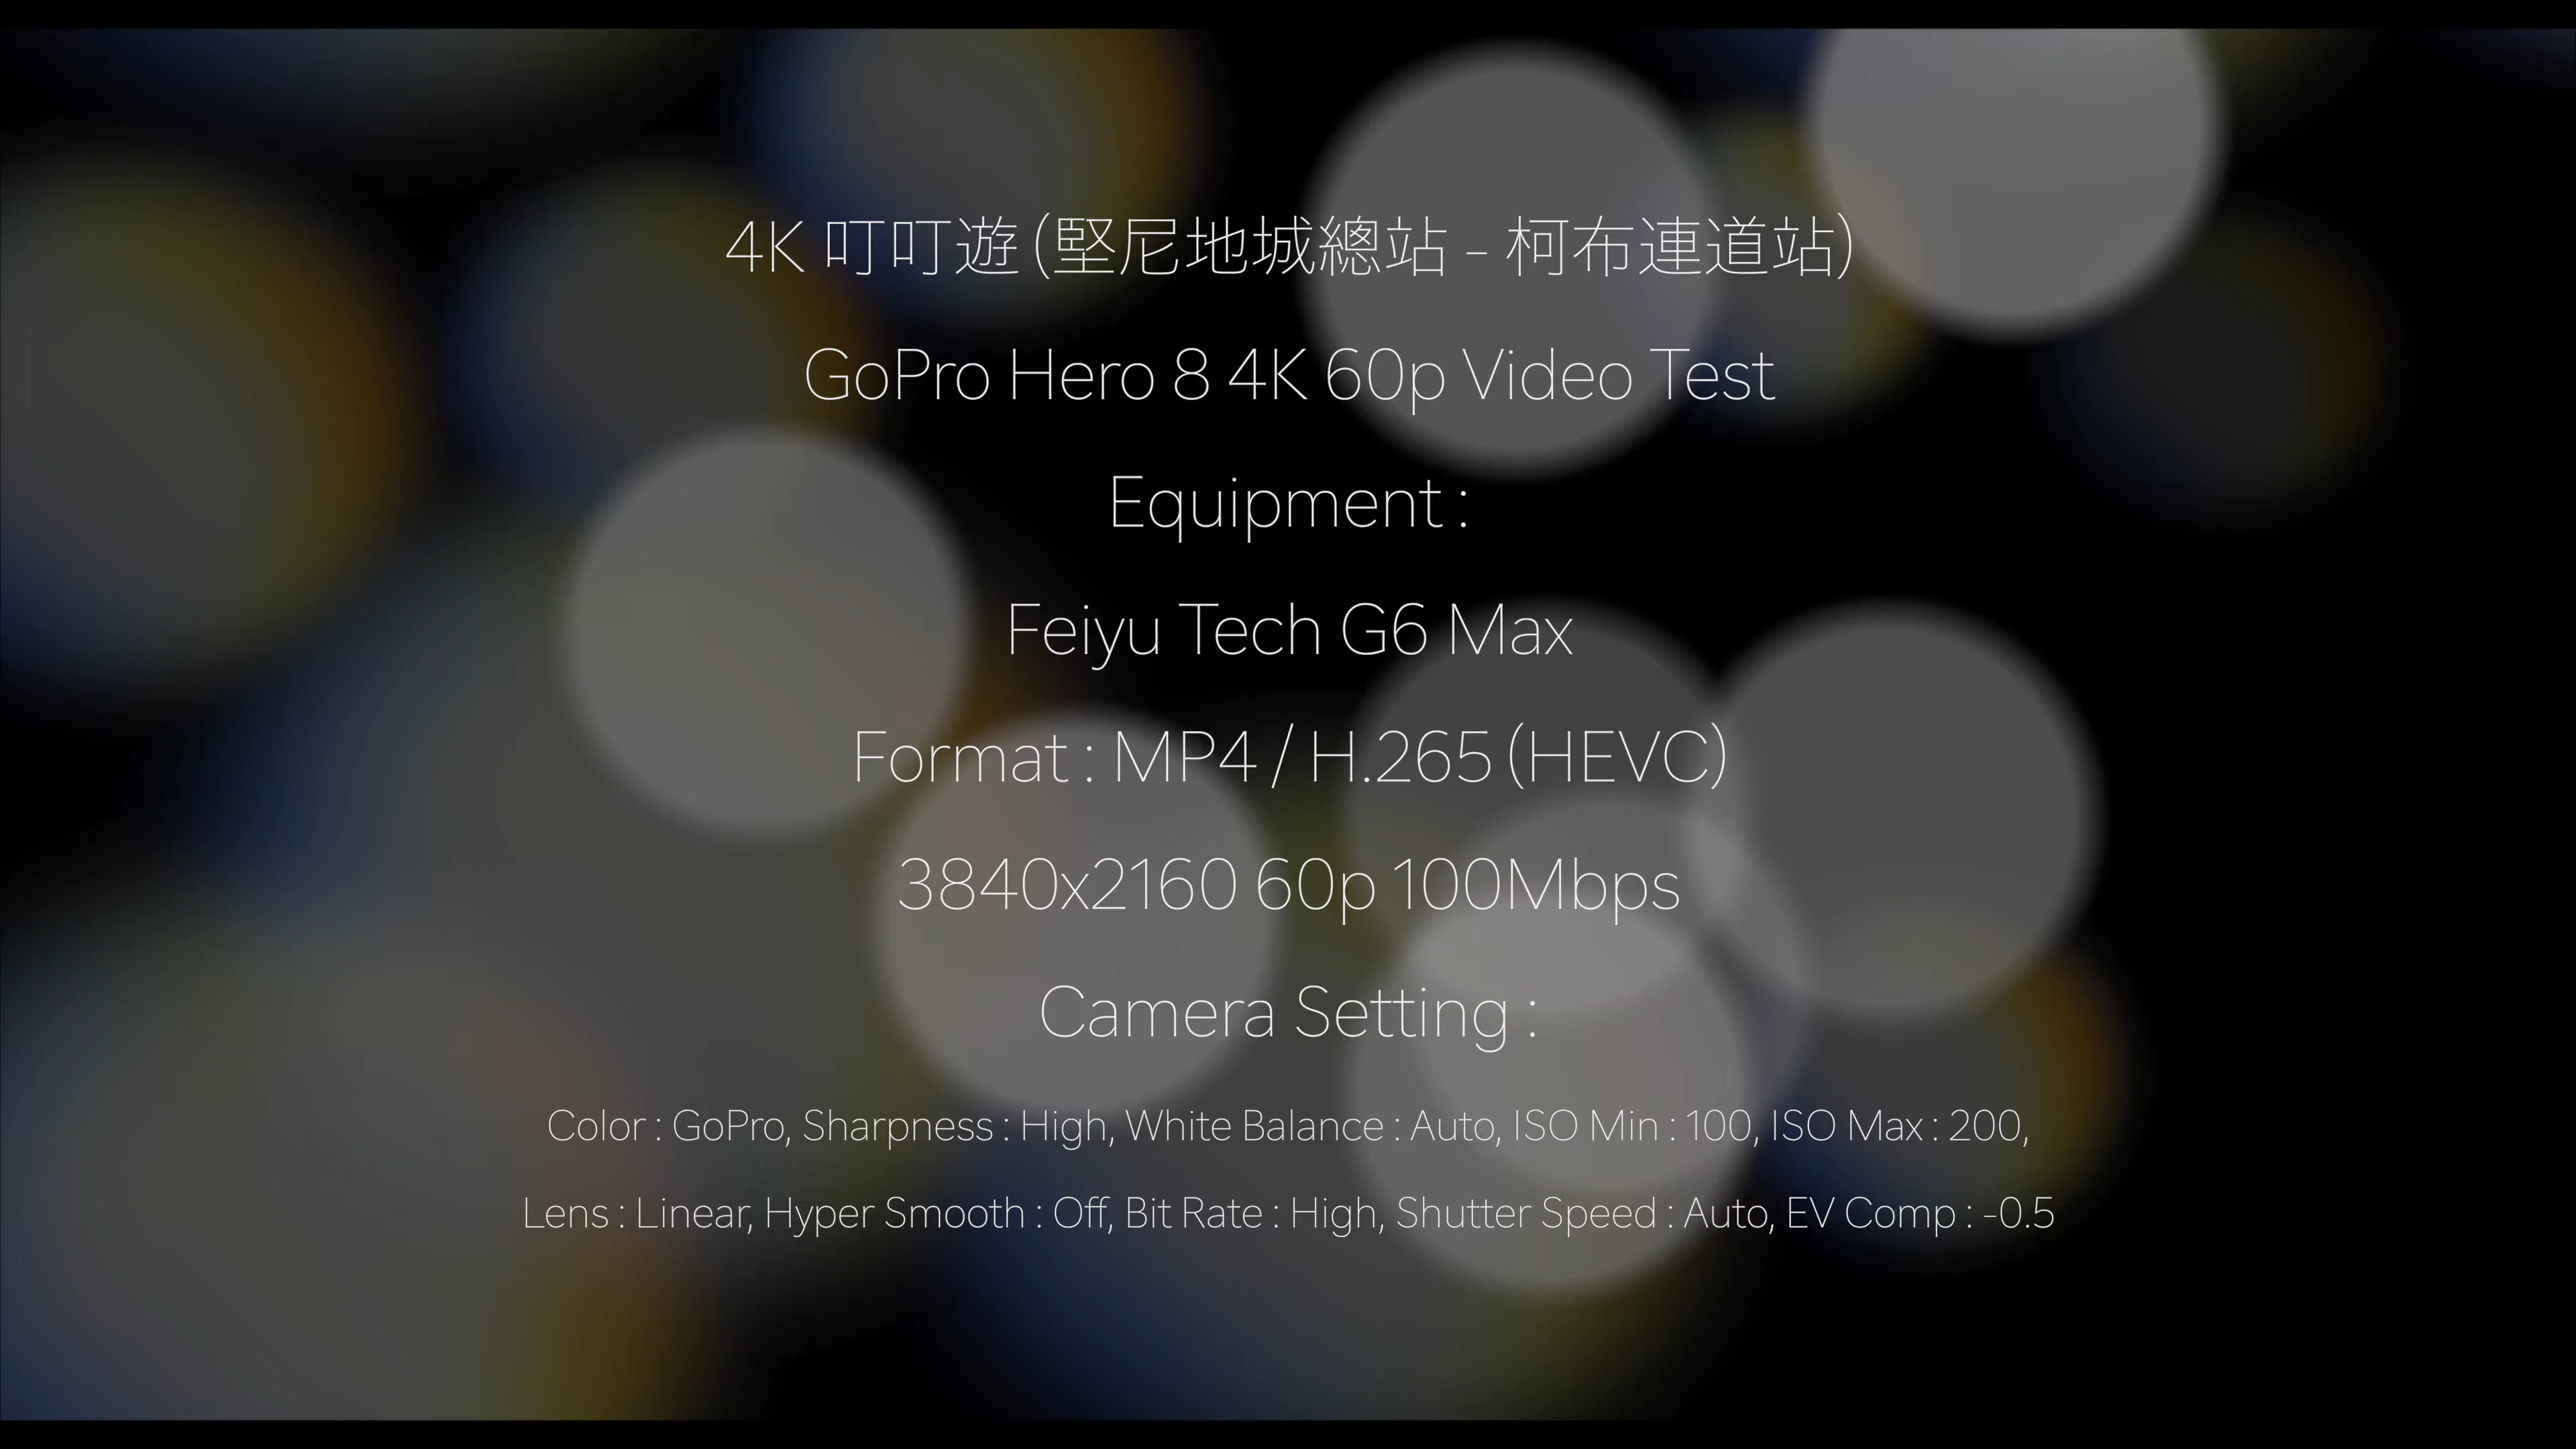 4K 叮叮遊 (堅尼地城總站 - 柯布連道站)
GoPro Hero 8 4K 60p Video Test
Equipment :
Feiyu Tech G6 Max
Format : MP4 / H.265 (HEVC)
3840x2160 60p 100Mbps
Camera Setting :
Color : GoPro, Sharpness : High, White Balance : Auto, ISO Min : 100, ISO Max : 200,
Lens : Linear, Hyper Smooth : Off, Bit Rate : High, Shutter Speed : Auto, EV Comp : -0.5